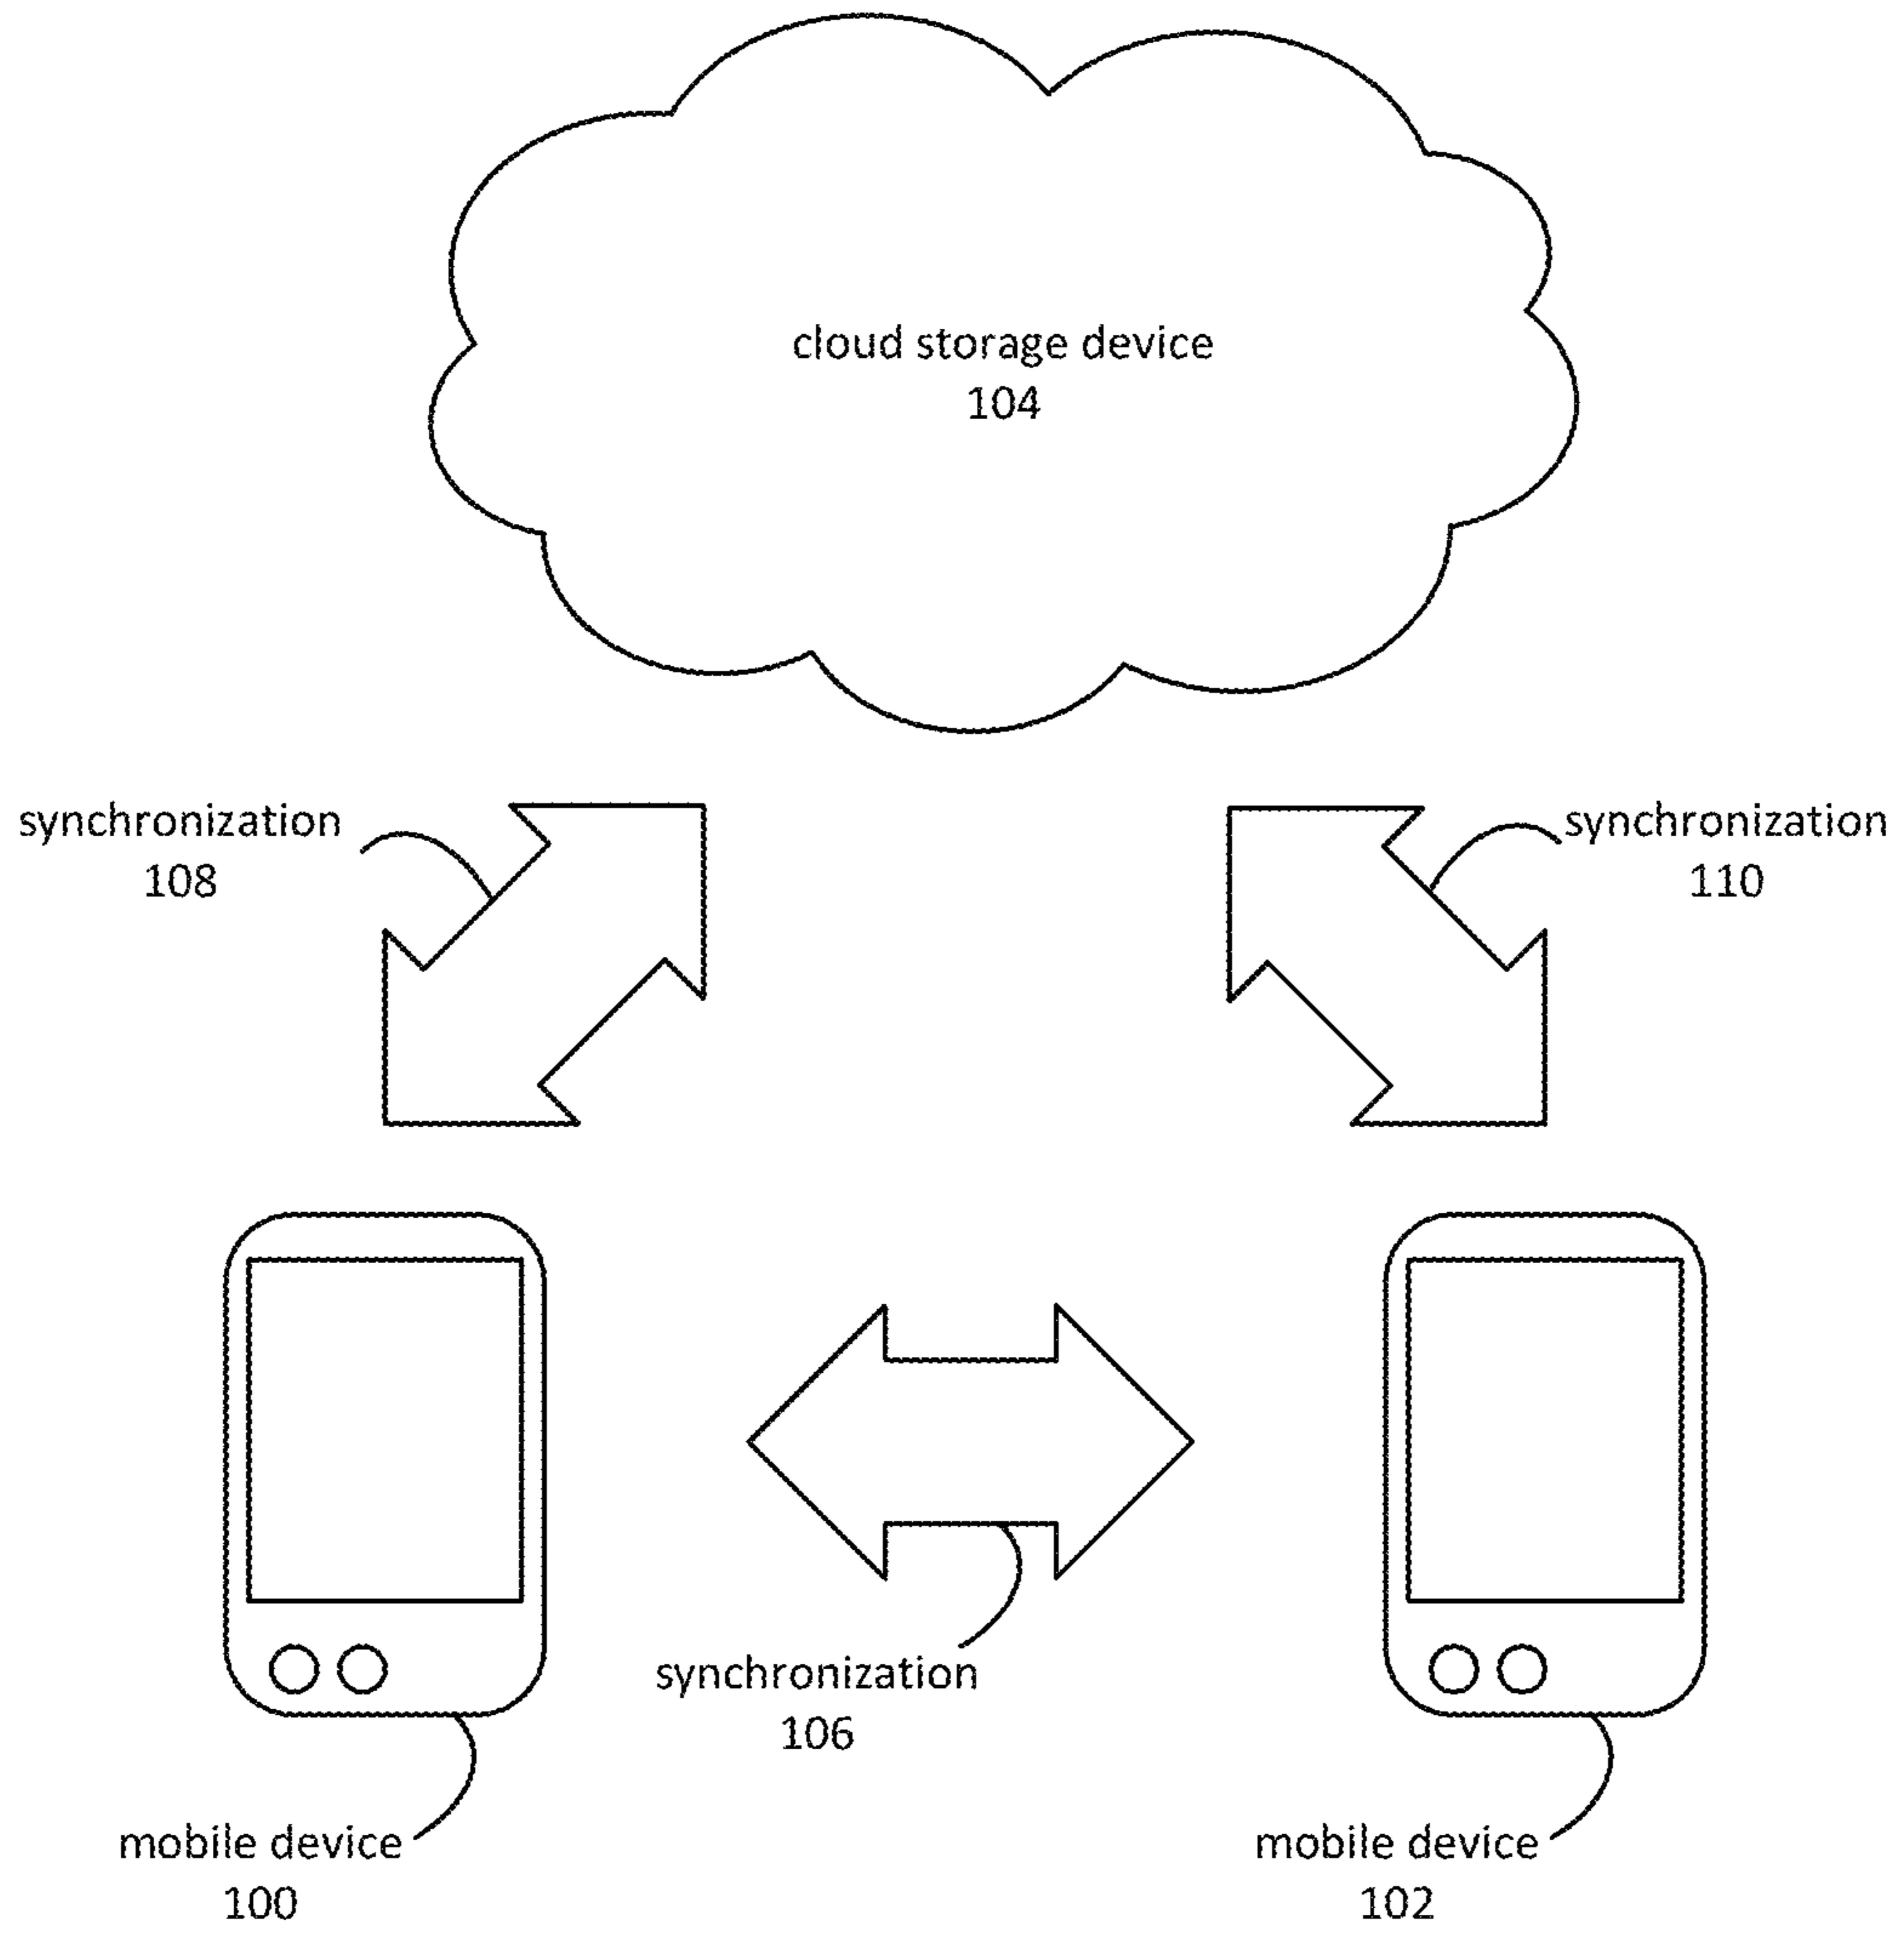 cloud storage device
104
synchronization
108
synchronization
110
synchronization
106
mobile device
100
mobile device
102